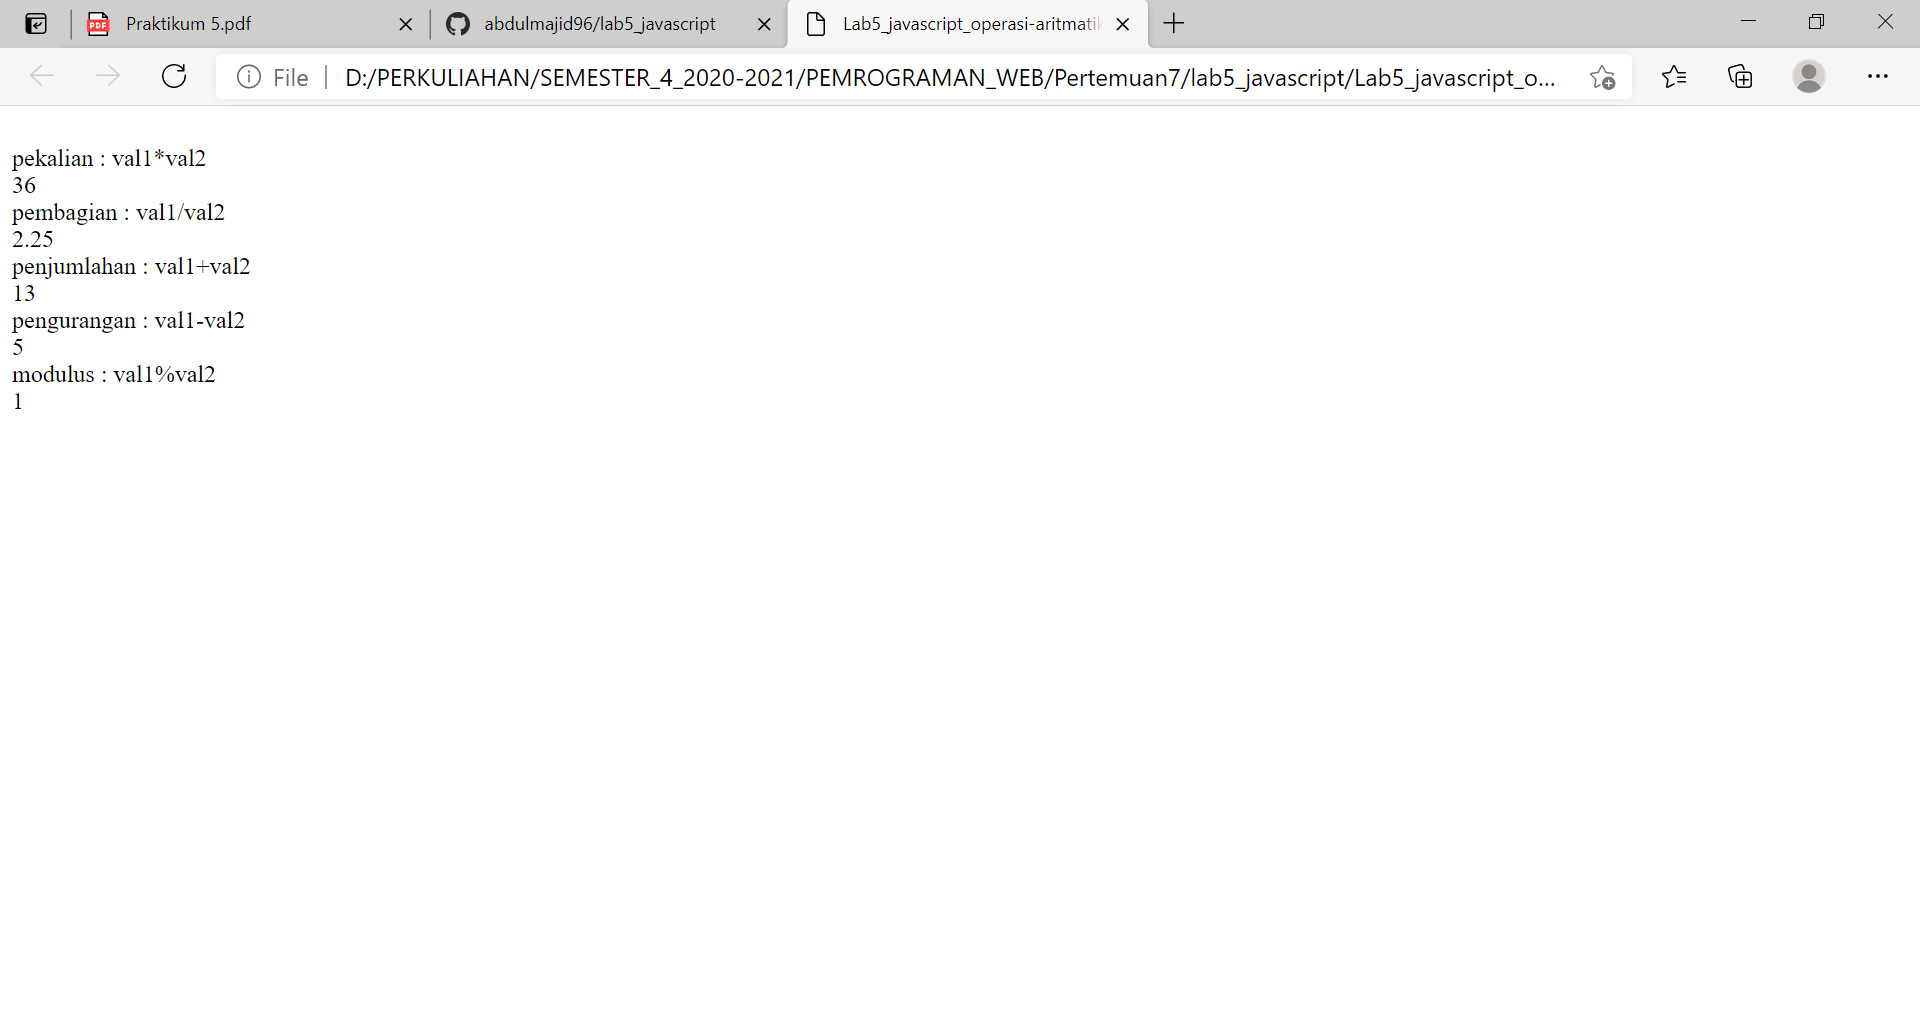 Praktikum 5.pdf
abdulmajid96/lab5_javascript
Lab5_javascript_operasi-aritmatik
File
D:/PERKULIAHAN/SEMESTER_4_2020-2021/PEMROGRAMAN_WEB/Pertemuan7/lab5_javascript/Lab5_javascript_o...
pekalian : val1*val2
36
pembagian : val1/val2
2.25
penjumlahan : val1+val2
13
pengurangan : val1-val2
5
modulus : val1%val2
1